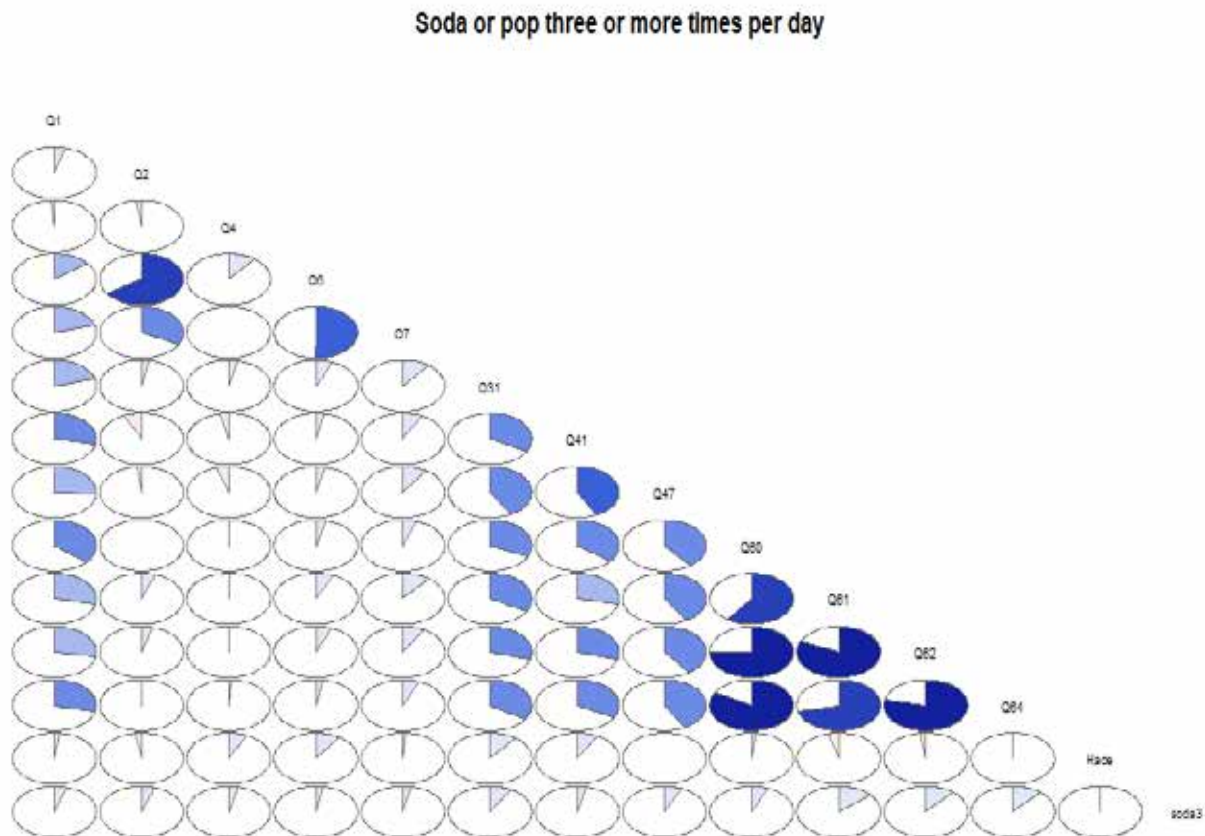 Soda or pop three or more times per day
Q1
Q2
Q4
Q6
Q7
Q31
Q41
Q47
Q60
Q61
Q62
Q64
Race
soda3